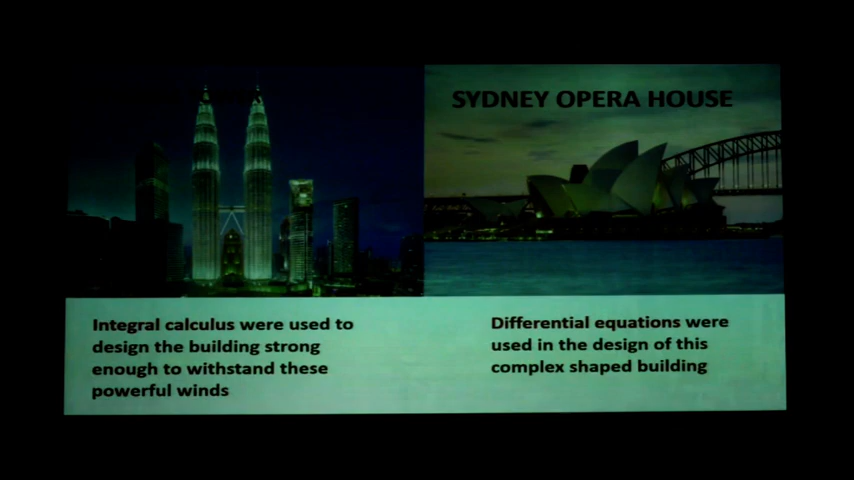 SYDNEY OPERA HOUSE
Integral calculus were used to
design the building strong
enough to withstand these
powerful winds
Differential equations were
used in the design of this
complex shaped building